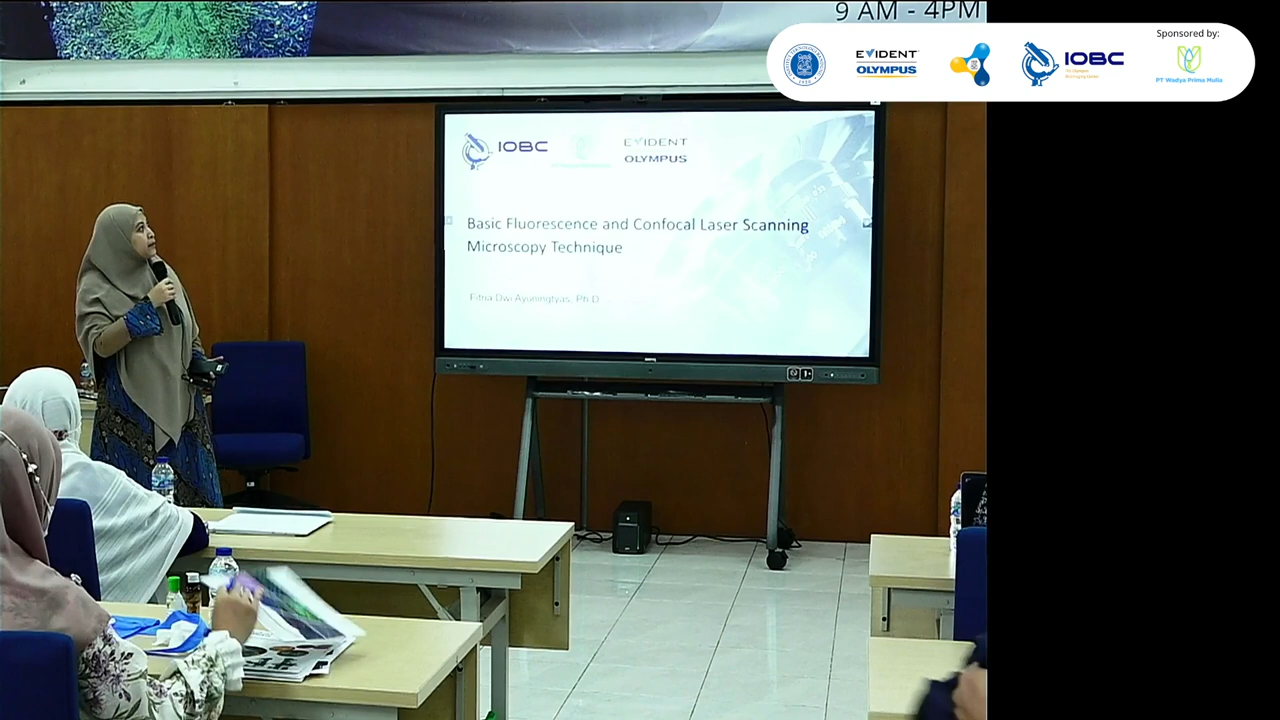 9 AM - 4PM
Sponsored by:
EVIDENT
OLYMPUS
IOBC
PT Wadya Prima Mulia
IOBC
EVIDENT
OLYMPUS
Basic Fluorescence and Confocal Laser Scanning
Microscopy Technique
Fitria Dwi Ayuningtyas, Ph.D